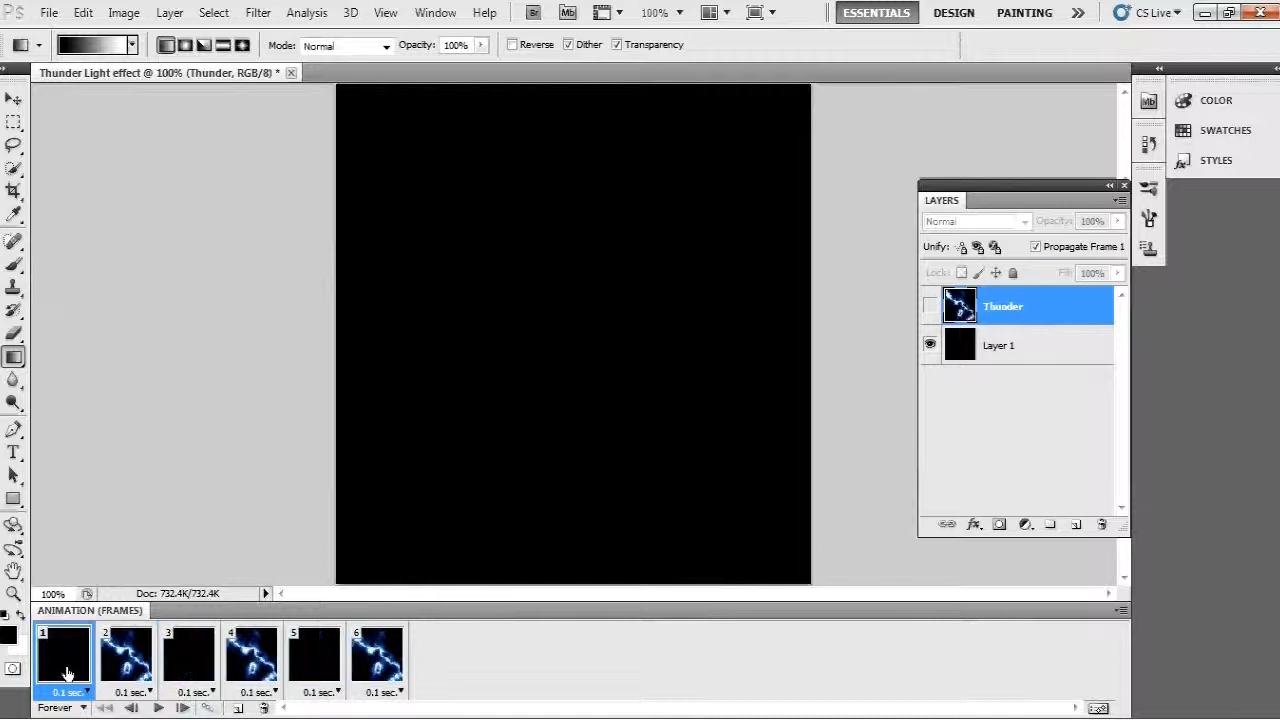 PS File Edit Image Layer Select Filter Analysis 3D View Window Help Br Mb 100% ESSENTIALS DESIGN PAINTING CS Live
Mode: Normal Opacity: 100% Reverse Dither Transparency
Thunder Light effect @ 100% (Thunder, RGB/8) *
Mb COLOR
SWATCHES
STYLES
LAYERS
Normal Opacity: 100%
Unify: Propagate Frame 1
Lock: Fill: 100%
Thunder
Layer 1
100% Doc: 732.4K/732.4K
ANIMATION (FRAMES)
1 2 3 4 5 6
0.1 sec. 0.1 sec. 0.1 sec. 0.1 sec. 0.1 sec. 0.1 sec.
Forever